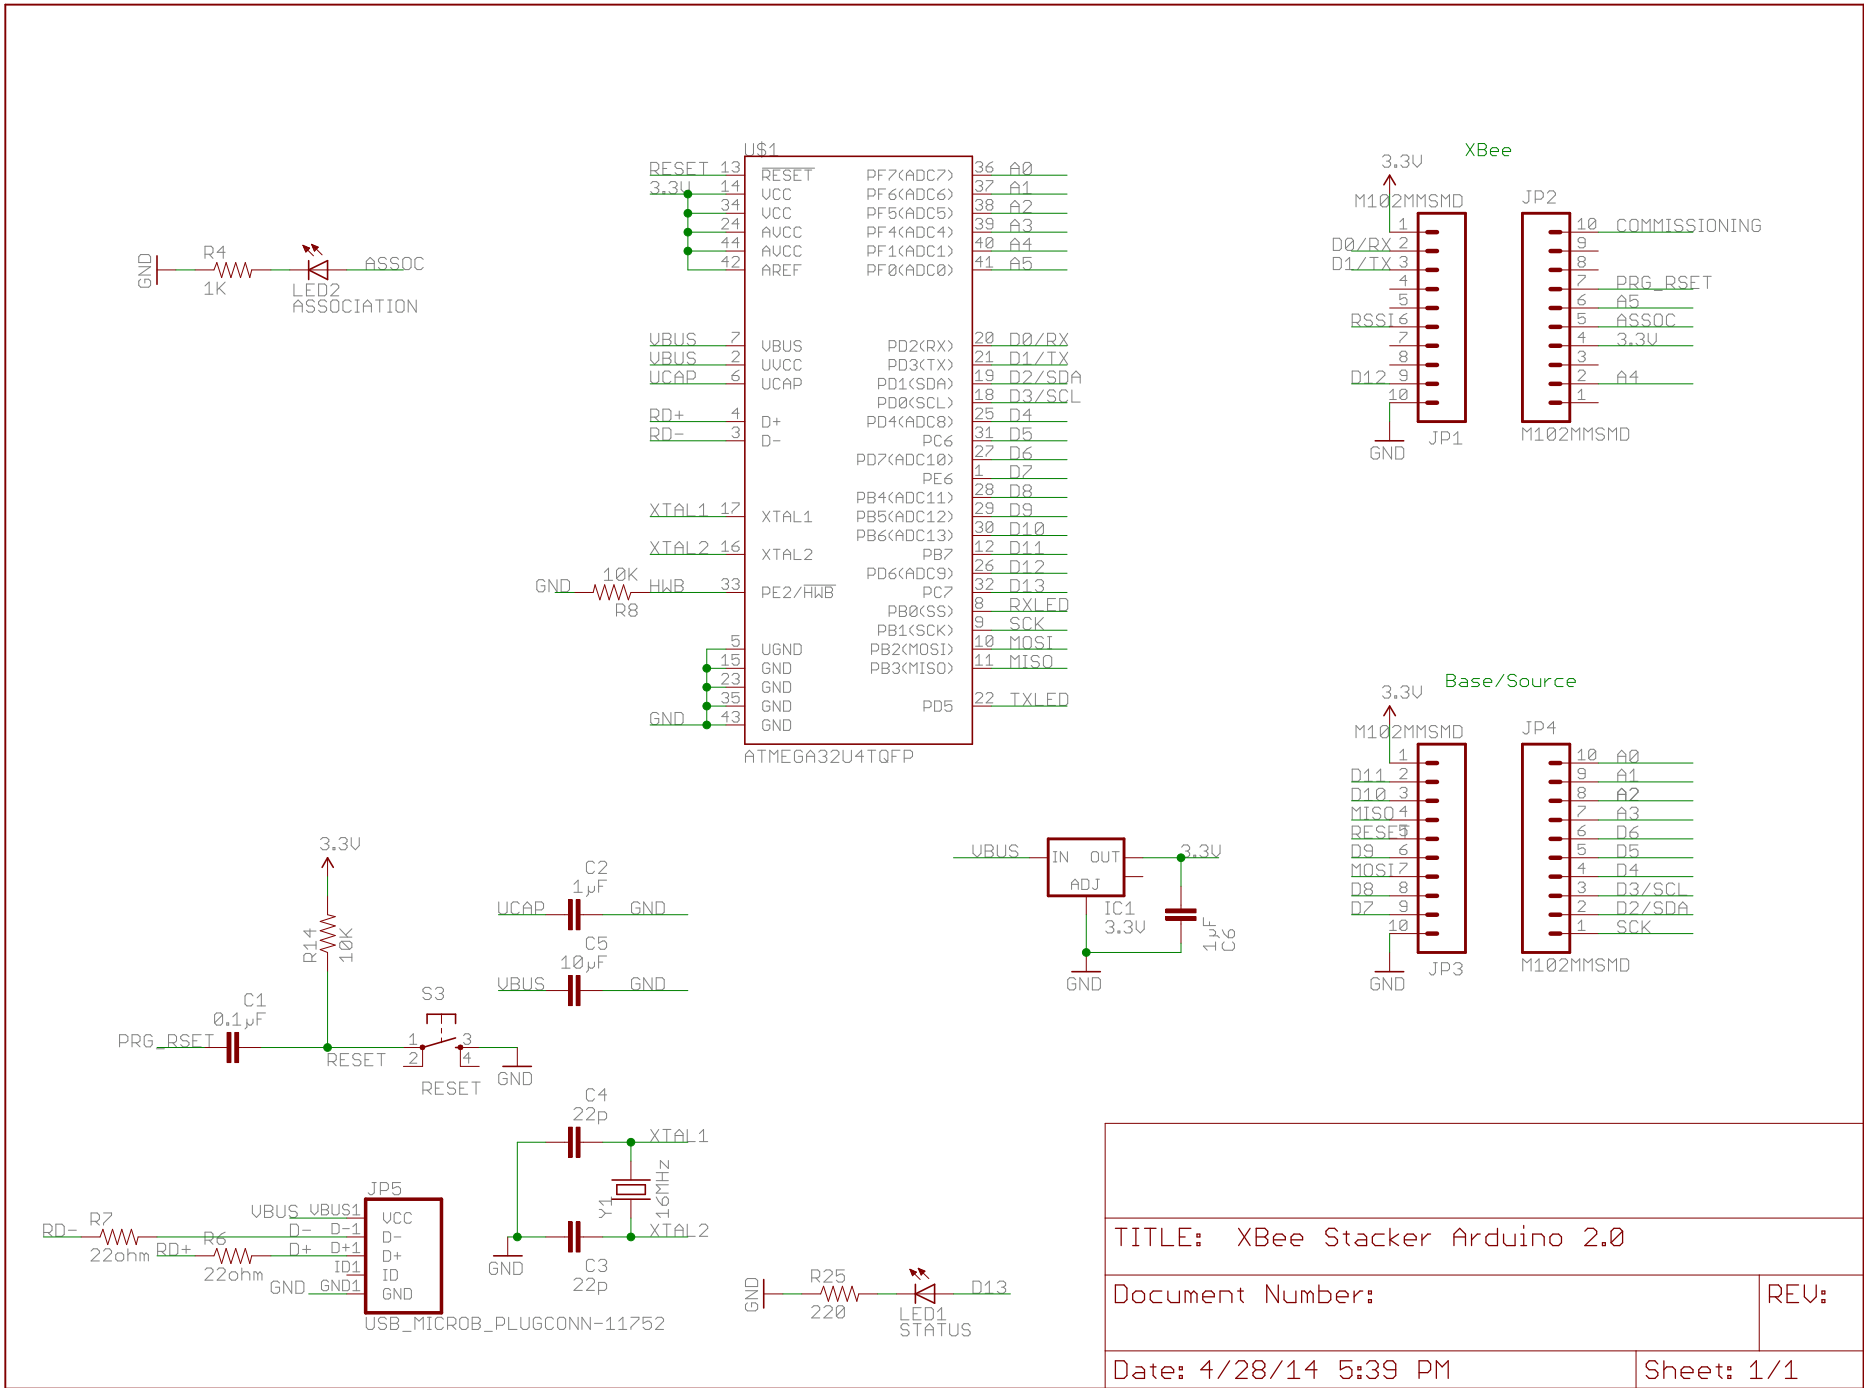 XBee
3.3V
M102MMSMD
1
D0/RX 2
D1/TX 3
4
5
RSSI 6
7
8
D12 9
10
GND
JP1
JP2
10 COMMISSIONING
9
8
7 PRG_RSET
6 A5
5 ASSOC
4 3.3V
3
2 A4
1
M102MMSMD
GND
R4
1K
LED2
ASSOCIATION
ASSOC
U$1
RESET 13 RESET
3.3V 14 VCC
34 VCC
24 AVCC
44 AVCC
42 AREF
VBUS 7 VBUS
VBUS 2 UVCC
UCAP 6 UCAP
RD+ 4 D+
RD- 3 D-
XTAL1 17 XTAL1
XTAL2 16 XTAL2
GND 10K R8 HWB 33 PE2/HWB
5 UGND
15 GND
23 GND
35 GND
GND 43 GND
PF7(ADC7) 36 A0
PF6(ADC6) 37 A1
PF5(ADC5) 38 A2
PF4(ADC4) 39 A3
PF1(ADC1) 40 A4
PF0(ADC0) 41 A5
PD2(RX) 20 D0/RX
PD3(TX) 21 D1/TX
PD1(SDA) 19 D2/SDA
PD0(SCL) 18 D3/SCL
PD4(ADC8) 25 D4
PC6 31 D5
PD7(ADC10) 27 D6
PE6 1 D7
PB4(ADC11) 28 D8
PB5(ADC12) 29 D9
PB6(ADC13) 30 D10
PB7 12 D11
PD6(ADC9) 26 D12
PC7 32 D13
PB0(SS) 8 RXLED
PB1(SCK) 9 SCK
PB2(MOSI) 10 MOSI
PB3(MISO) 11 MISO
PD5 22 TXLED
ATMEGA32U4TQFP
Base/Source
3.3V
M102MMSMD
1
D11 2
D10 3
MISO 4
RESET 5
D9 6
MOSI 7
D8 8
D7 9
10
GND
JP3
JP4
10 A0
9 A1
8 A2
7 A3
6 D6
5 D5
4 D4
3 D3/SCL
2 D2/SDA
1 SCK
M102MMSMD
3.3V
R14
10K
C1
0.1µF
PRG_RSET
RESET
S3
1 3
2 4
RESET
GND
C2
1µF
UCAP GND
C5
10µF
VBUS GND
VBUS IN OUT 3.3V
ADJ
IC1
3.3V
1µF
C6
GND
C4
22p
XTAL1
Y1
16MHz
XTAL2
GND
C3
22p
JP5
VBUS VBUS1 VCC
RD- R7 22ohm D- D-1 D-
RD+ R6 22ohm D+ D+1 D+
ID1 ID
GND GND1 GND
USB_MICROB_PLUGCONN-11752
GND
R25
220
LED1
STATUS
D13
TITLE: XBee Stacker Arduino 2.0
Document Number:
REV:
Date: 4/28/14 5:39 PM
Sheet: 1/1